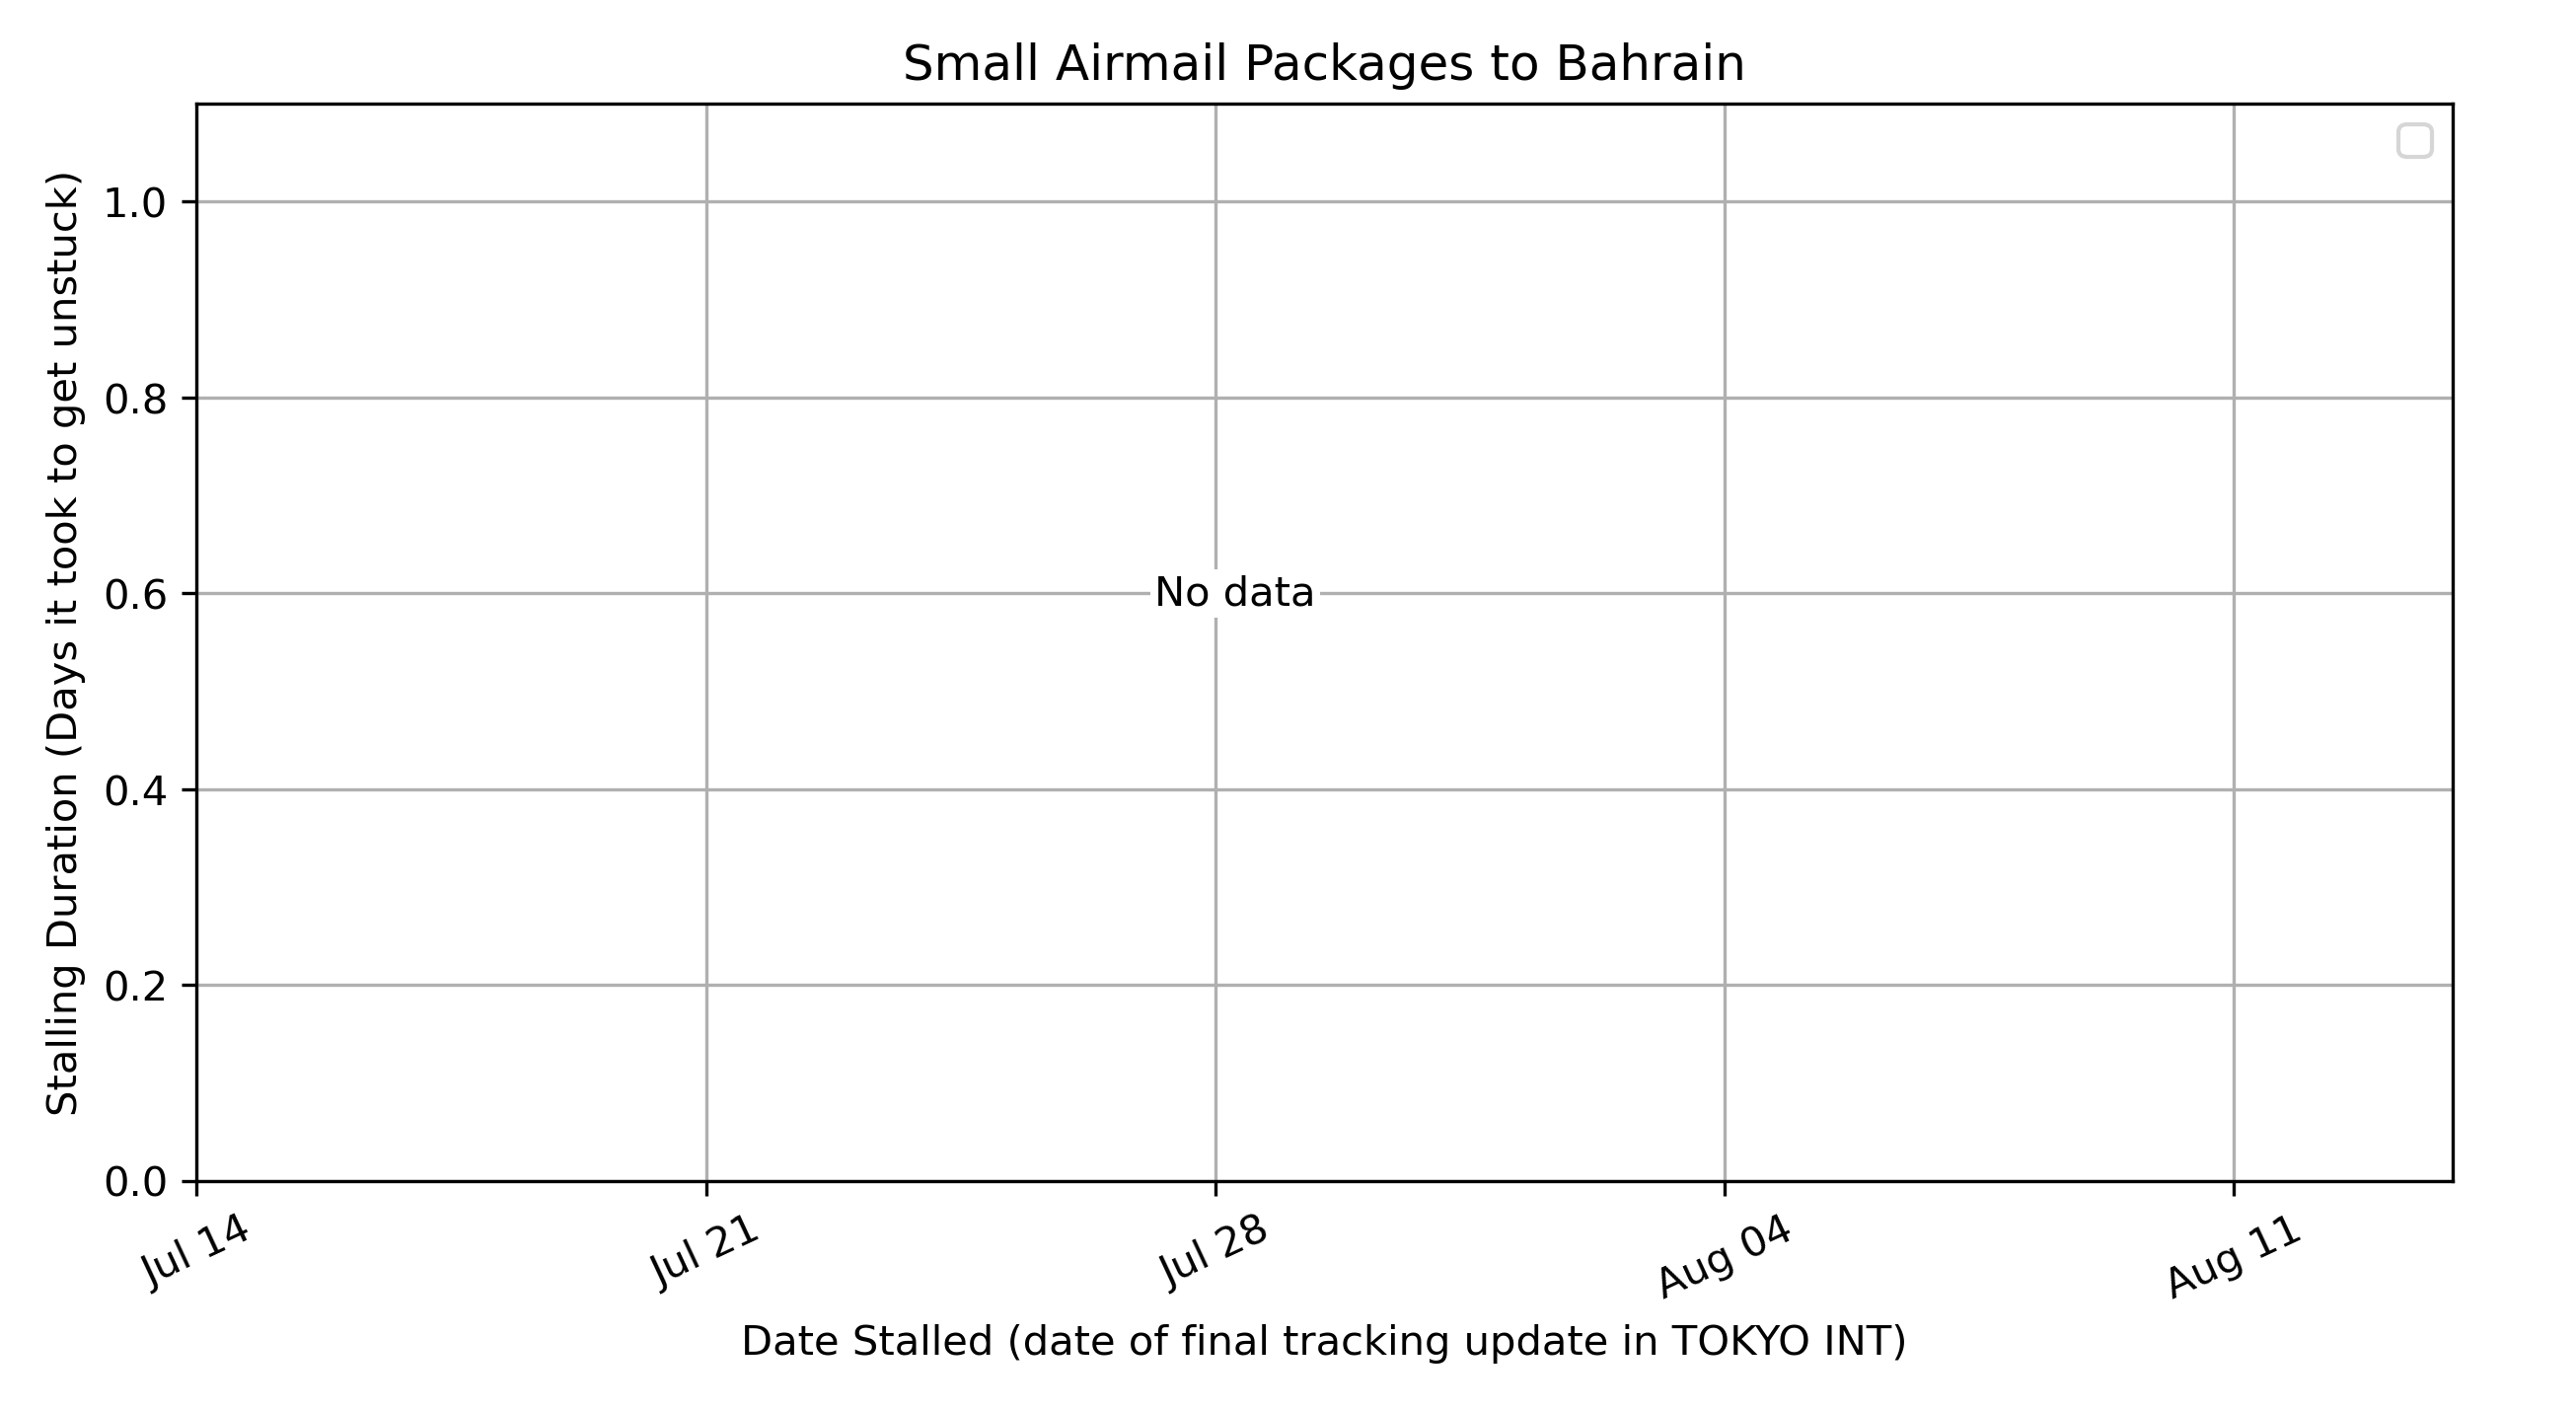 Small Airmail Packages to Bahrain
Stalling Duration (Days it took to get unstuck)
1.0
0.8
0.6
0.4
0.2
0.0
No data
Jul 14
Jul 21
Jul 28
Aug 04
Aug 11
Date Stalled (date of final tracking update in TOKYO INT)